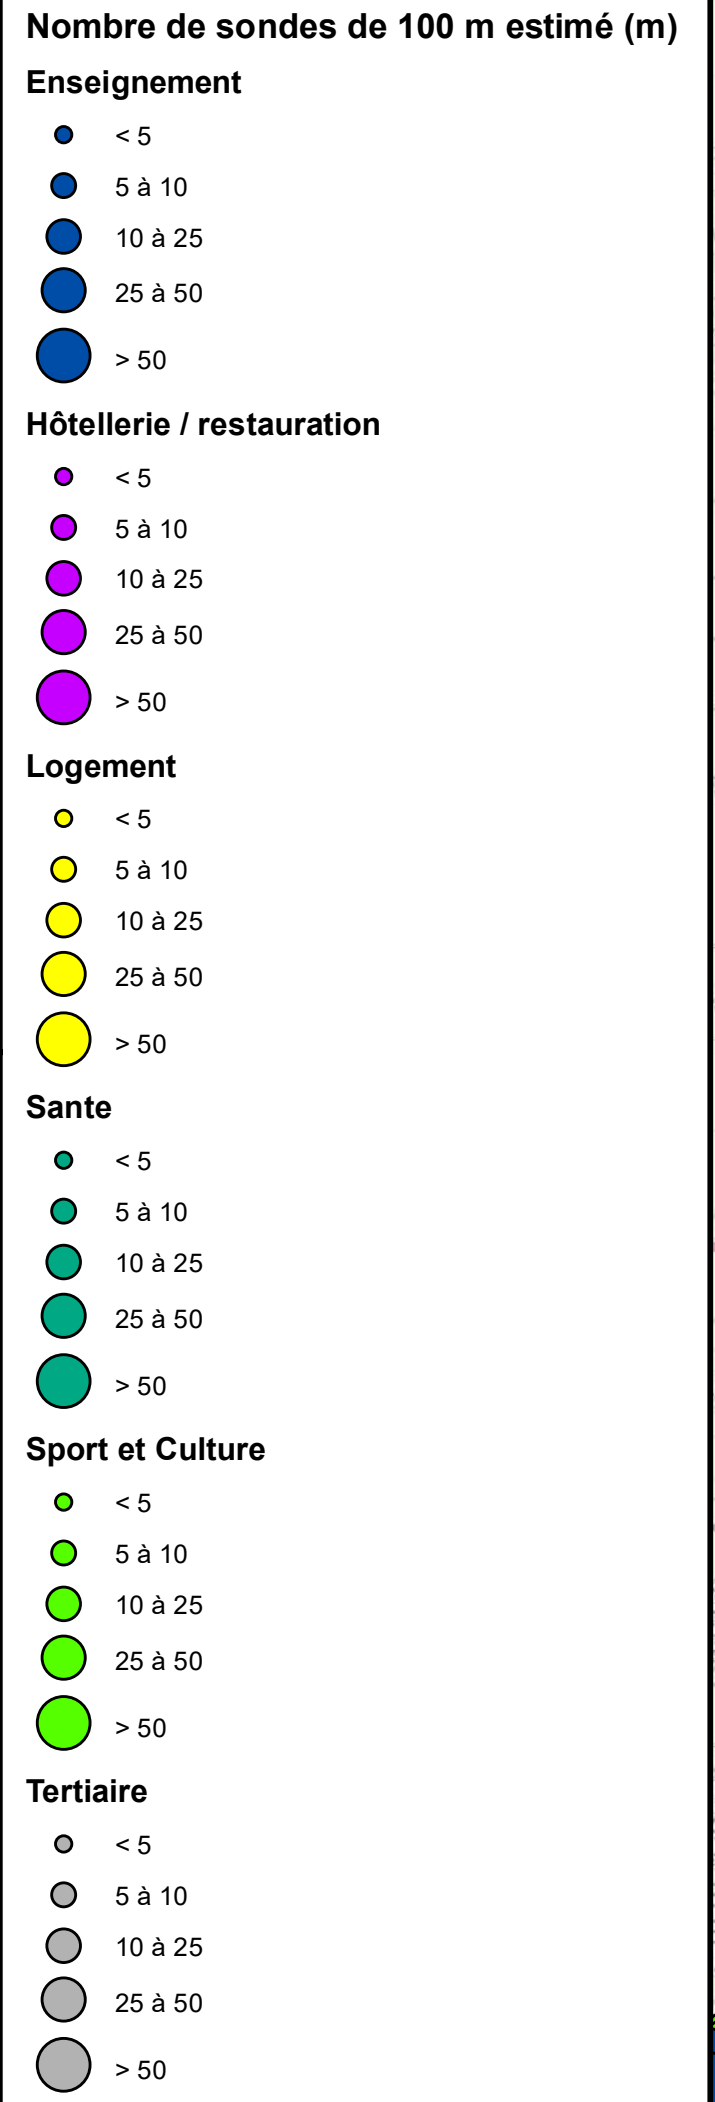 Nombre de sondes de 100 m estimé (m)
Enseignement
< 5
5 à 10
10 à 25
25 à 50
> 50
Hôtellerie / restauration
< 5
5 à 10
10 à 25
25 à 50
> 50
Logement
< 5
5 à 10
10 à 25
25 à 50
> 50
Sante
< 5
5 à 10
10 à 25
25 à 50
> 50
Sport et Culture
< 5
5 à 10
10 à 25
25 à 50
> 50
Tertiaire
< 5
5 à 10
10 à 25
25 à 50
> 50